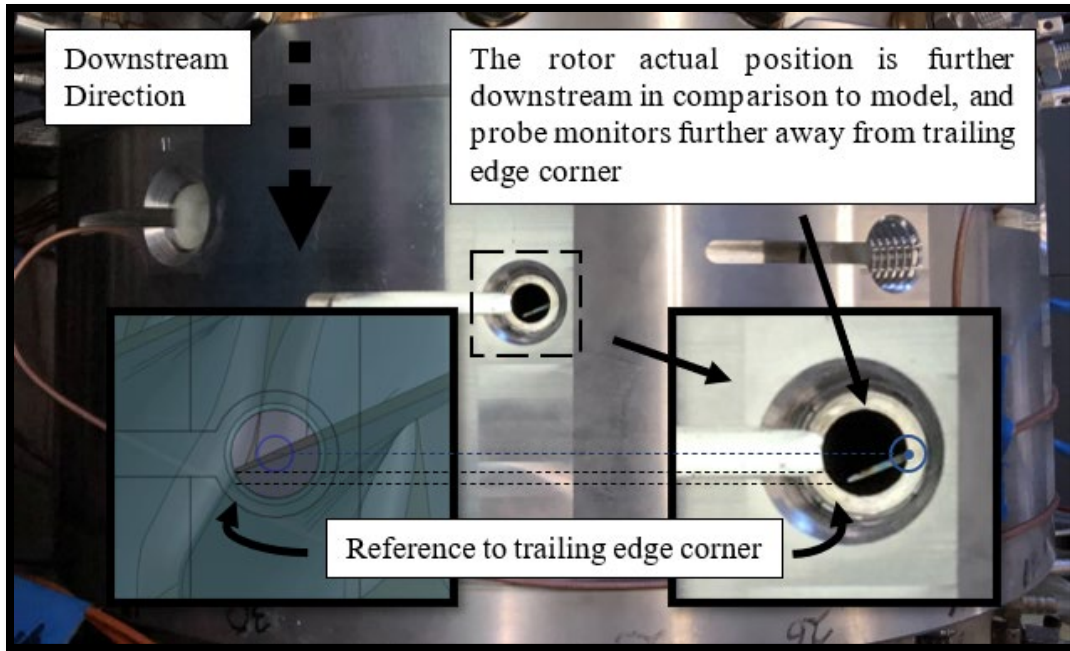 Downstream
Direction
The rotor actual position is further
downstream in comparison to model, and
probe monitors further away from trailing
edge corner
Reference to trailing edge corner